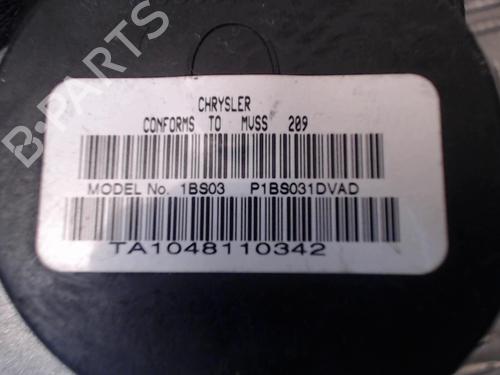 CHRYSLER
CONFORMS TO MVSS 209
MODEL No. 1BS03 P1BS031DVAD
TA1048110342
B-PARTS